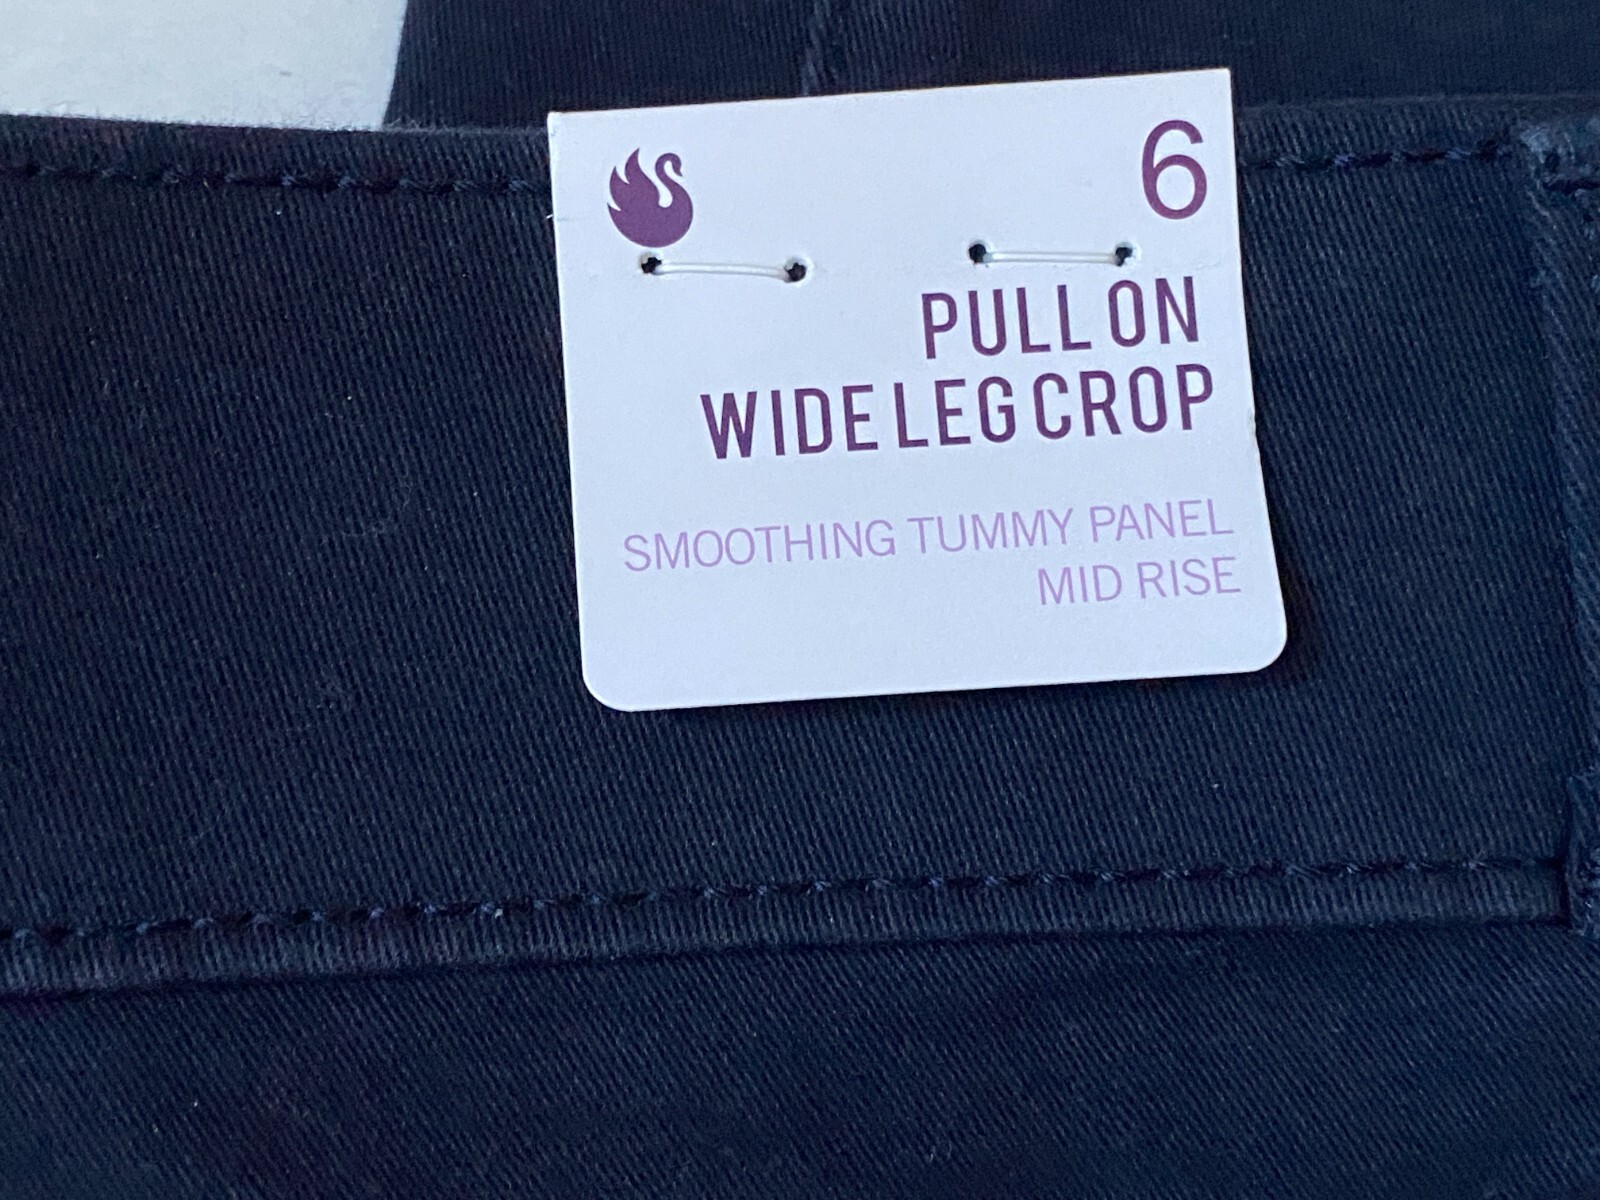 6
PULL ON
WIDE LEG CROP
SMOOTHING TUMMY PANEL
MID RISE